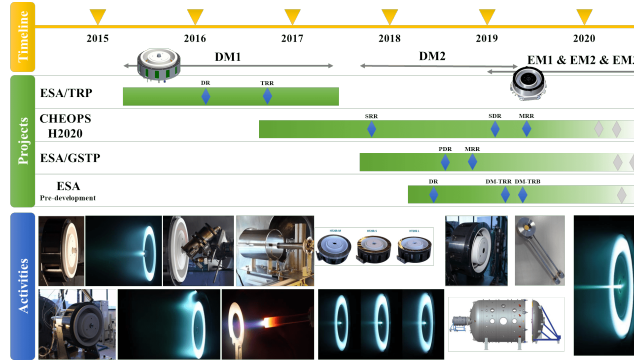 Timeline
2015 2016 2017 2018 2019 2020
DM1
DM2
EM1 & EM2 & EM3
Projects
ESA/TRP
DR
TRR
CHEOPS
H2020
SRR
SDR
MRR
ESA/GSTP
PDR
MRR
ESA
Pre-development
DR
DM-TRR
DM-TRB
Activities